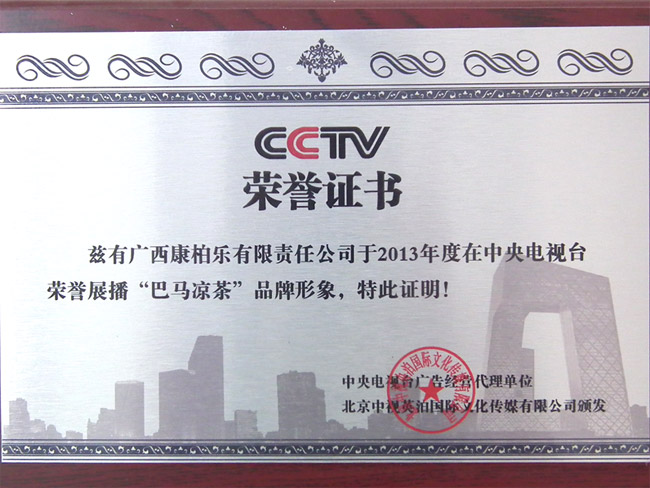 CCTV
荣誉证书
兹有广西康柏乐有限责任公司于2013年度在中央电视台
荣誉展播“巴马凉茶”品牌形象，特此证明！
中央电视台广告经营代理单位
北京中视英泊国际文化传媒有限公司颁发